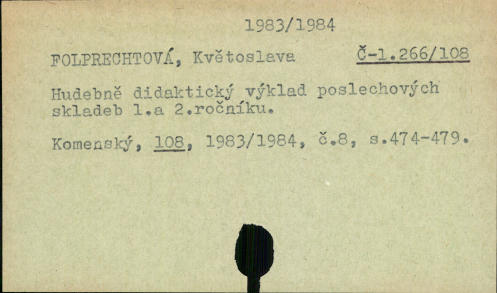 1983/1984
FOLPRECHTOVÁ, Květoslava Č-1.266/108
Hudebně didaktický výklad poslechových
skladeb 1.a 2.ročníku.
Komenský, 108, 1983/1984, č.8, s.474-479.